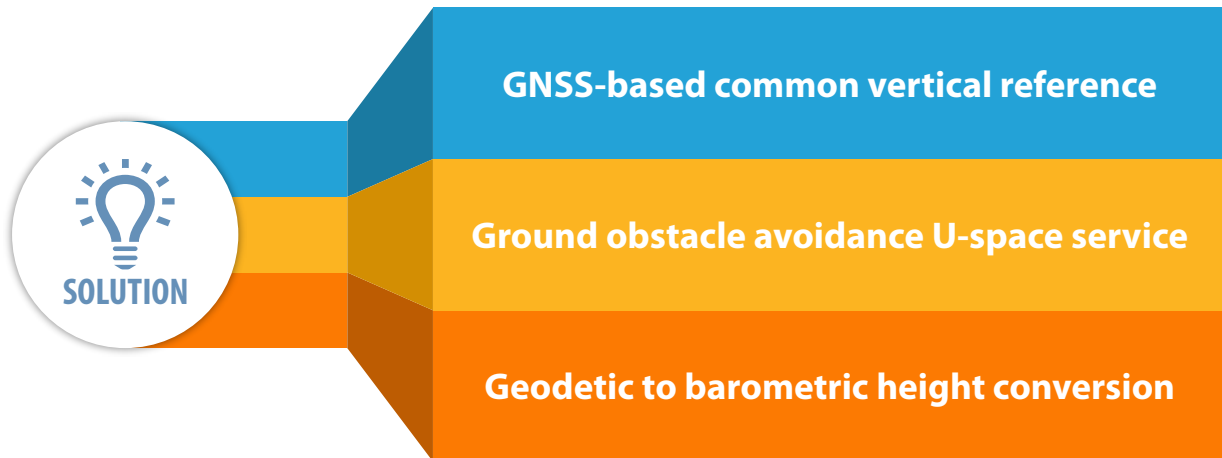 GNSS-based common vertical reference
Ground obstacle avoidance U-space service
SOLUTION
Geodetic to barometric height conversion